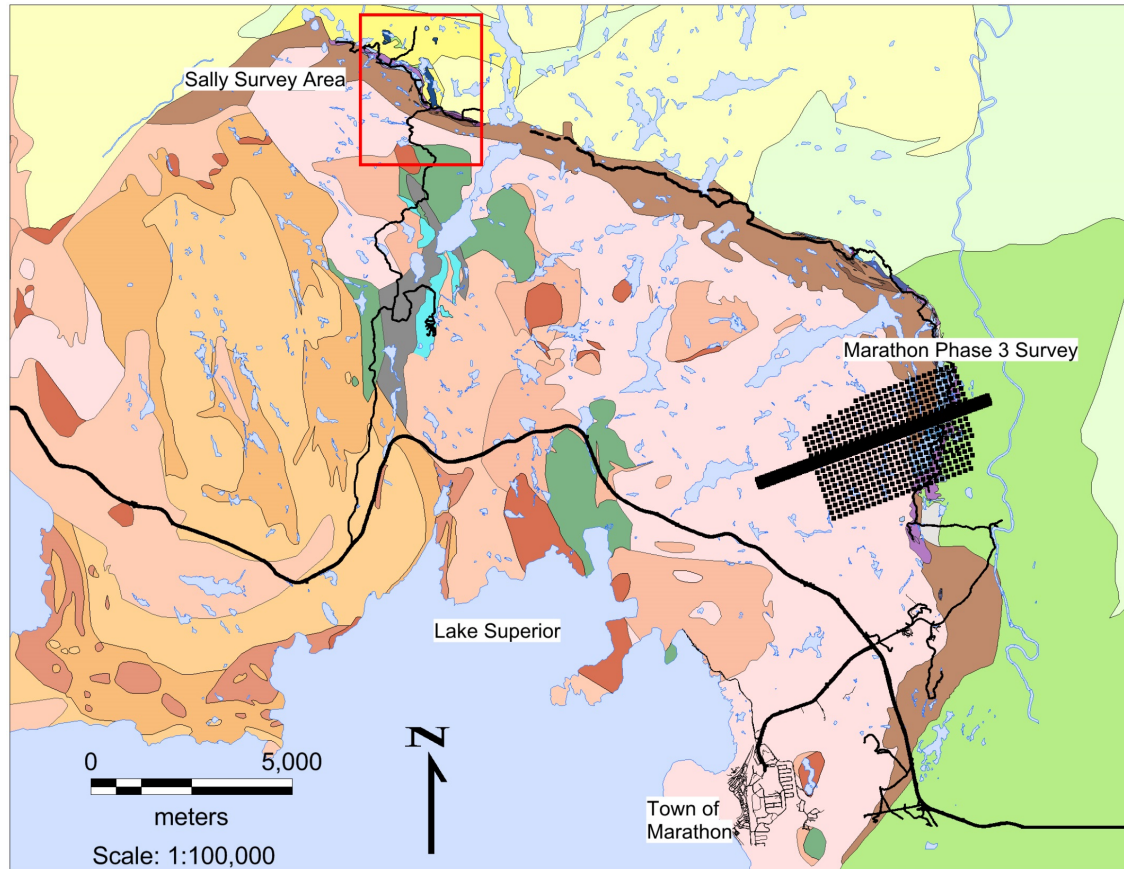 Sally Survey Area
Marathon Phase 3 Survey
Lake Superior
N
0 5,000
meters
Scale: 1:100,000
Town of
Marathon